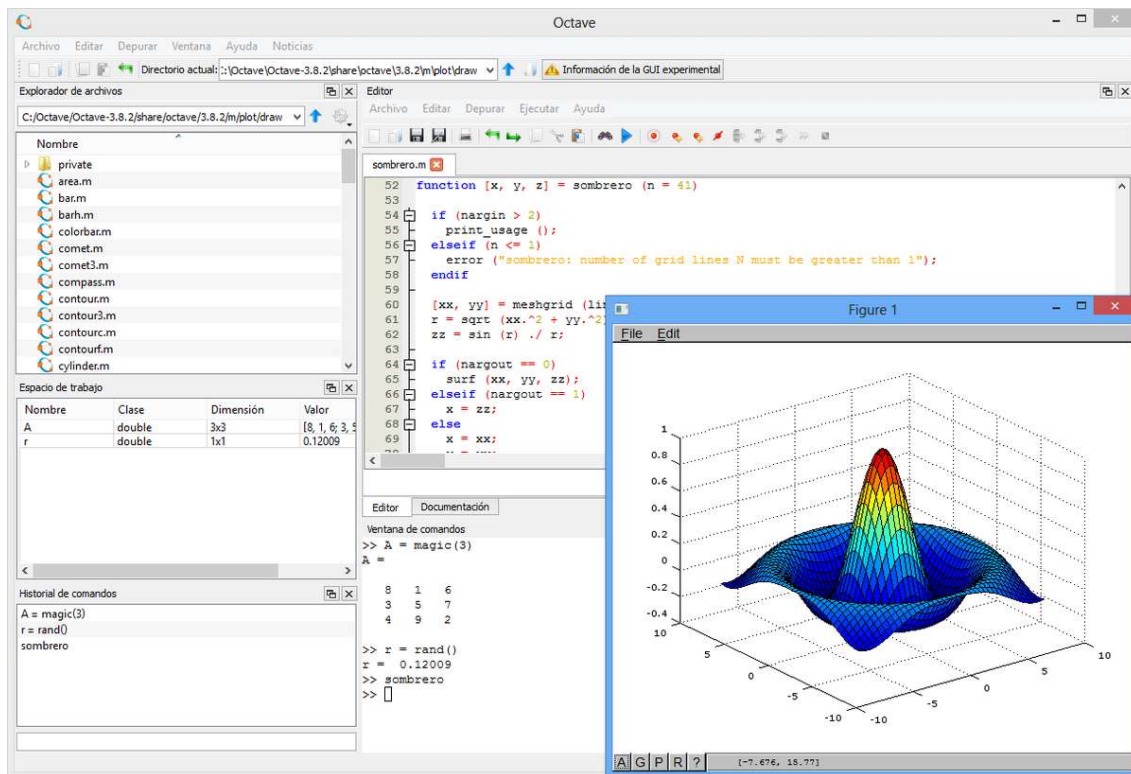 Octave
Archivo Editar Depurar Ventana Ayuda Noticias
Directorio actual: :\Octave\Octave-3.8.2\share\octave\3.8.2\m\plot\draw Información de la GUI experimental
Explorador de archivos
C:/Octave/Octave-3.8.2/share/octave/3.8.2/m/plot/draw
Nombre
private
area.m
bar.m
barh.m
colorbar.m
comet.m
comet3.m
compass.m
contour.m
contour3.m
contourc.m
contourf.m
cylinder.m
Espacio de trabajo
Nombre Clase Dimensión Valor
A double 3x3 [8, 1, 6; 3, 5
r double 1x1 0.12009
Historial de comandos
A = magic(3)
r = rand()
sombrero
Editor
Archivo Editar Depurar Ejecutar Ayuda
sombrero.m
52 function [x, y, z] = sombrero (n = 41)
53
54 if (nargin > 2)
55 print_usage ();
56 elseif (n <= 1)
57 error ("sombrero: number of grid lines N must be greater than 1");
58 endif
59
60 [xx, yy] = meshgrid (li
61 r = sqrt (xx.^2 + yy.^2)
62 zz = sin (r) ./ r;
63
64 if (nargout == 0)
65 surf (xx, yy, zz);
66 elseif (nargout == 1)
67 x = zz;
68 else
69 x = xx;
Editor Documentación
Ventana de comandos
>> A = magic(3)
A =
8 1 6
3 5 7
4 9 2
>> r = rand()
r = 0.12009
>> sombrero
>>
Figure 1
File Edit
1
0.8
0.6
0.4
0.2
0
-0.2
-0.4
10
5
0
-5
-10
-10
-5
0
5
10
A G P R ? [-7.676, 15.77]